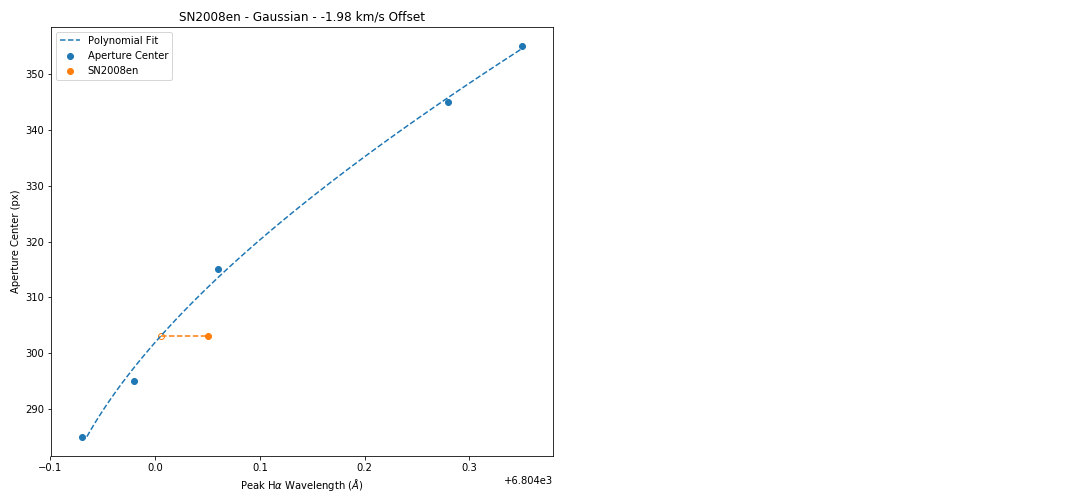 SN2008en - Gaussian - -1.98 km/s Offset
Polynomial Fit
Aperture Center
SN2008en
Aperture Center (px)
350
340
330
320
310
300
290
−0.1
0.0
0.1
0.2
0.3
+6.804e3
Peak Hα Wavelength (Å)